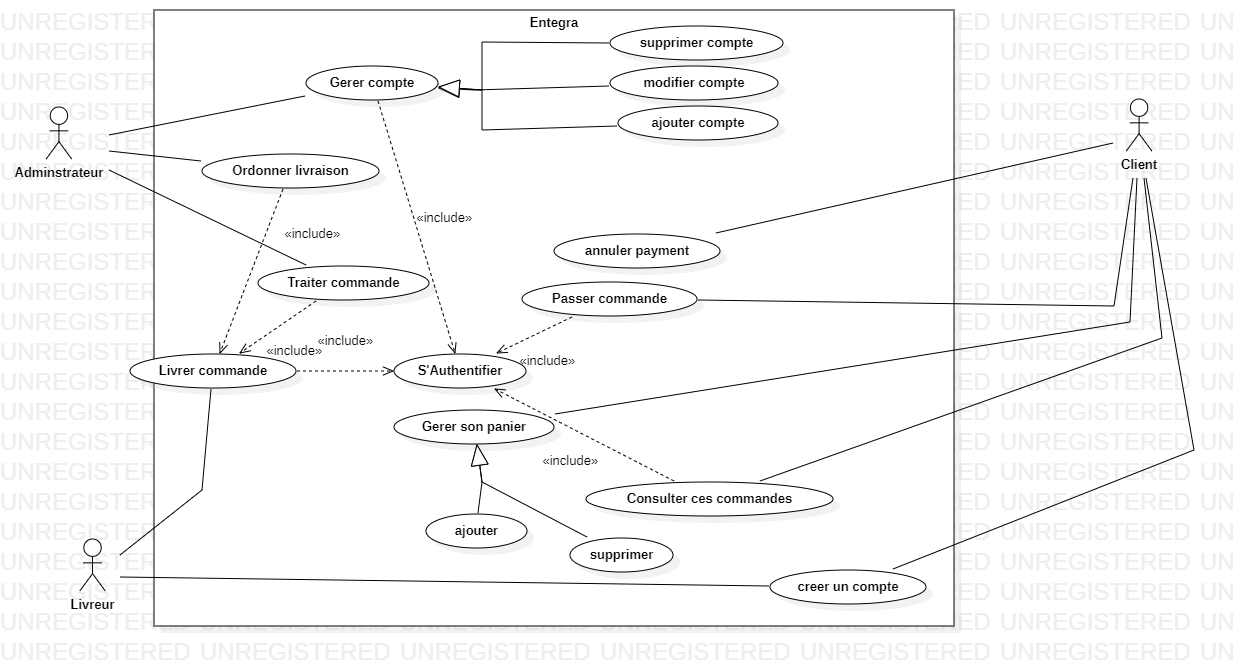 Entegra
supprimer compte
Gerer compte
modifier compte
ajouter compte
Adminstrateur
Client
Ordonner livraison
«include»
«include»
annuler payment
Traiter commande
Passer commande
«include»
«include»
«include»
Livrer commande
S'Authentifier
Gerer son panier
«include»
Consulter ces commandes
ajouter
supprimer
Livreur
creer un compte
UNREGISTERED UNREGISTERED UNREGISTERED UNREGISTERED UNREGISTERED UNREGISTERED UN